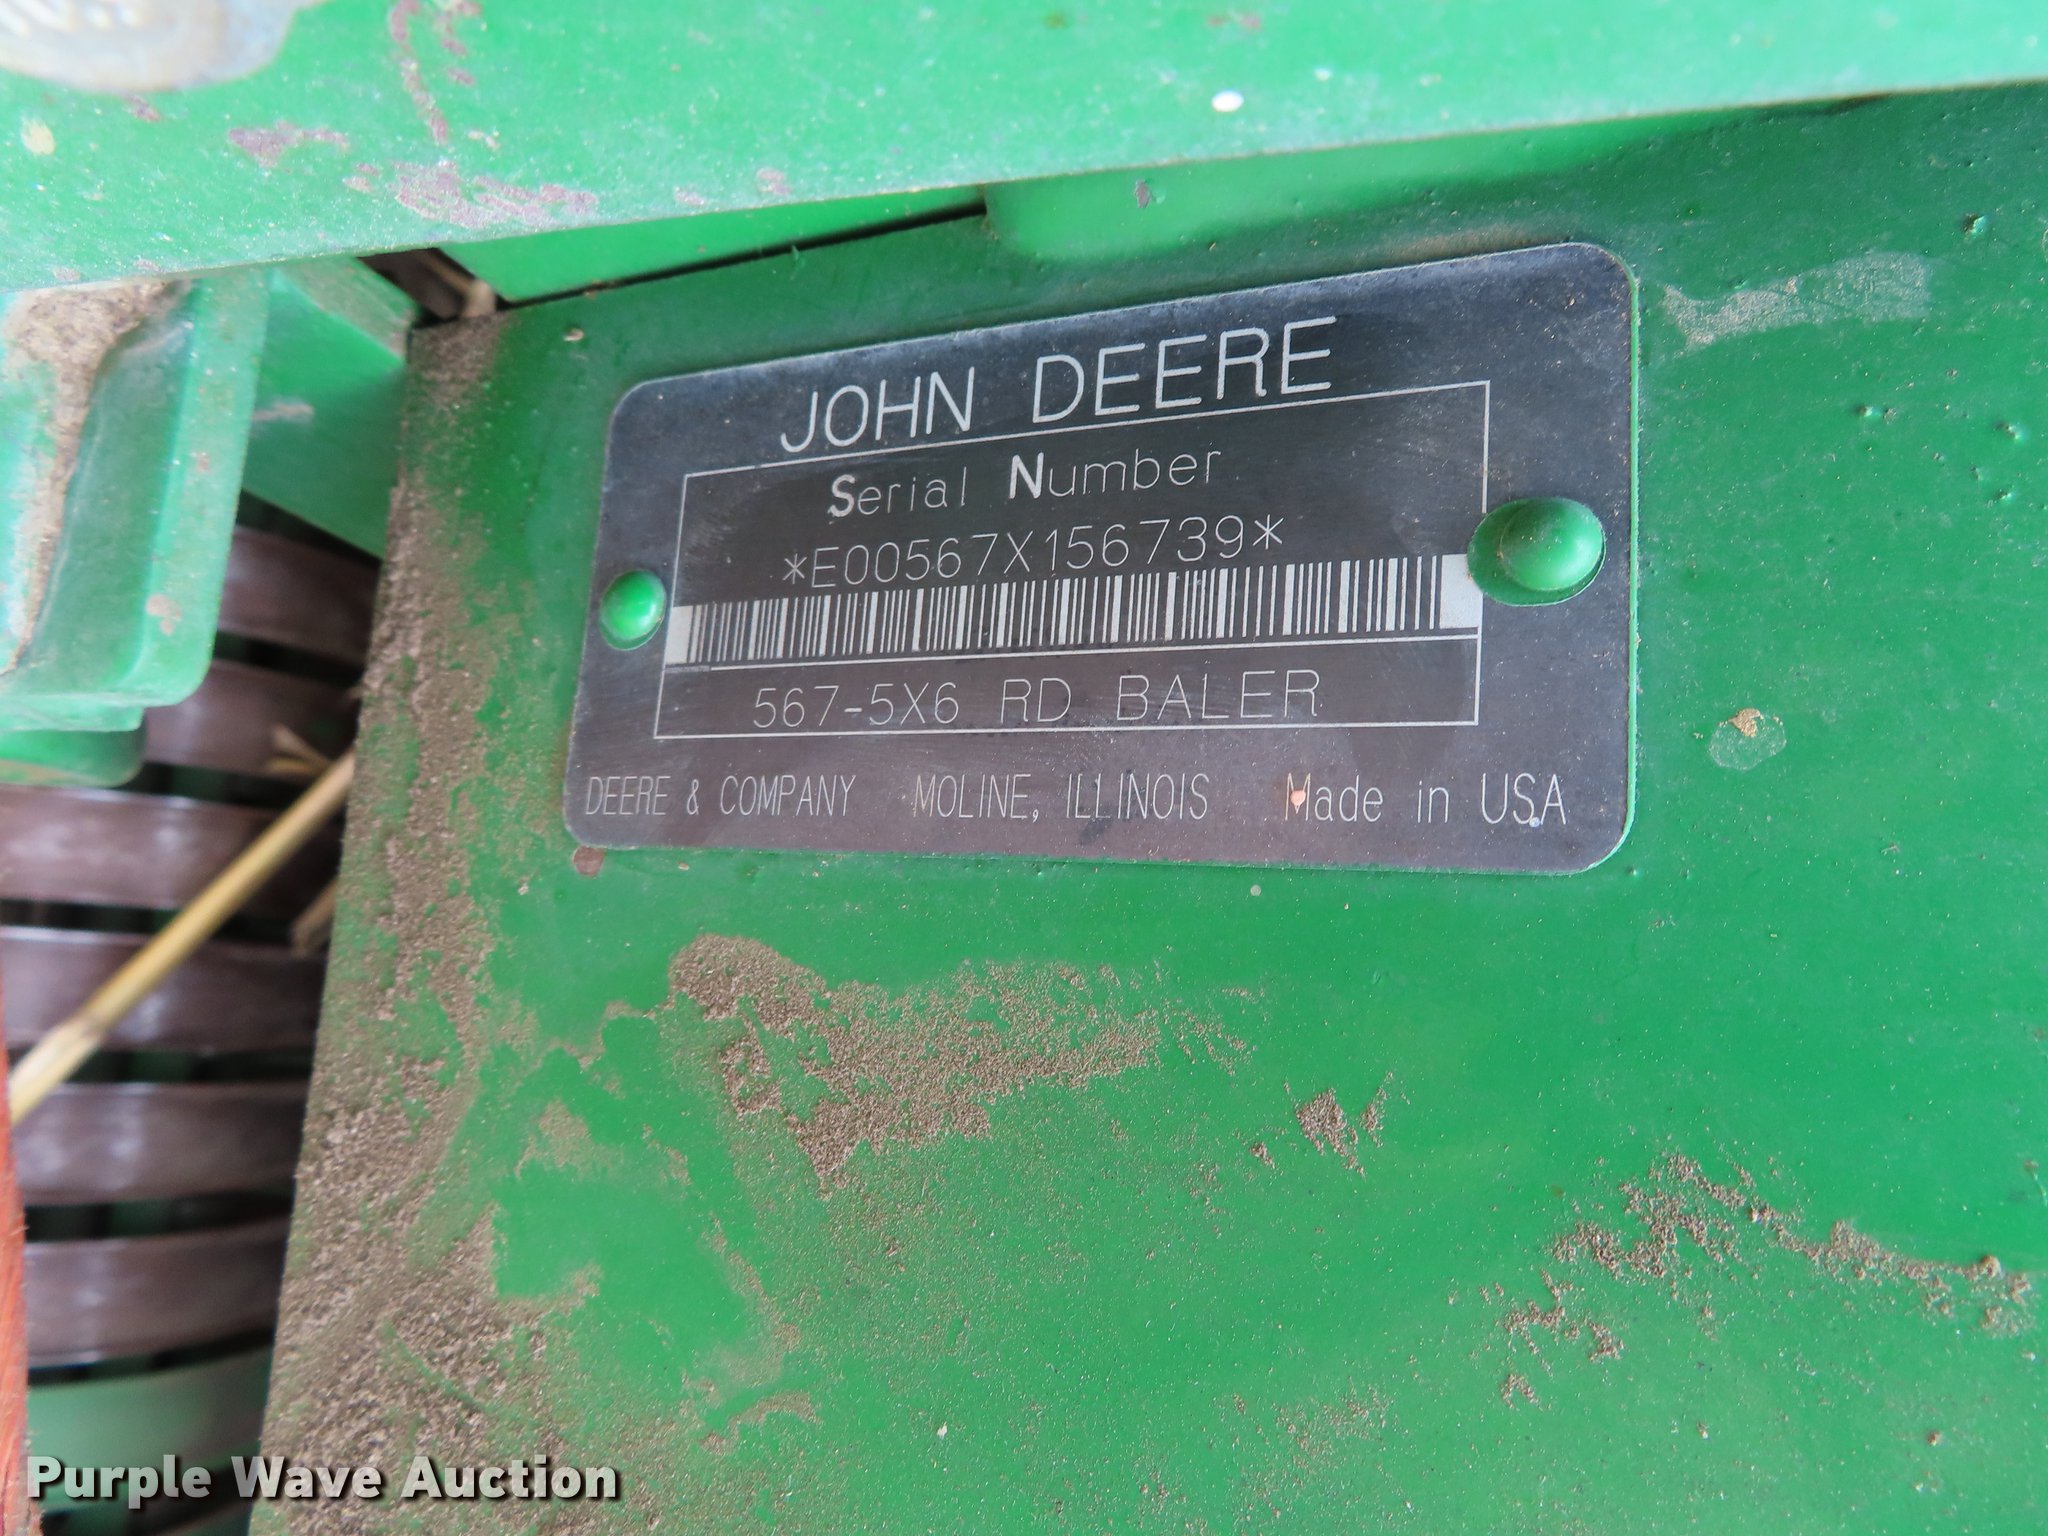 JOHN DEERE
Serial Number
*E00567X156739*
567-5X6 RD BALER
DEERE & COMPANY MOLINE, ILLINOIS Made in USA
Purple Wave Auction